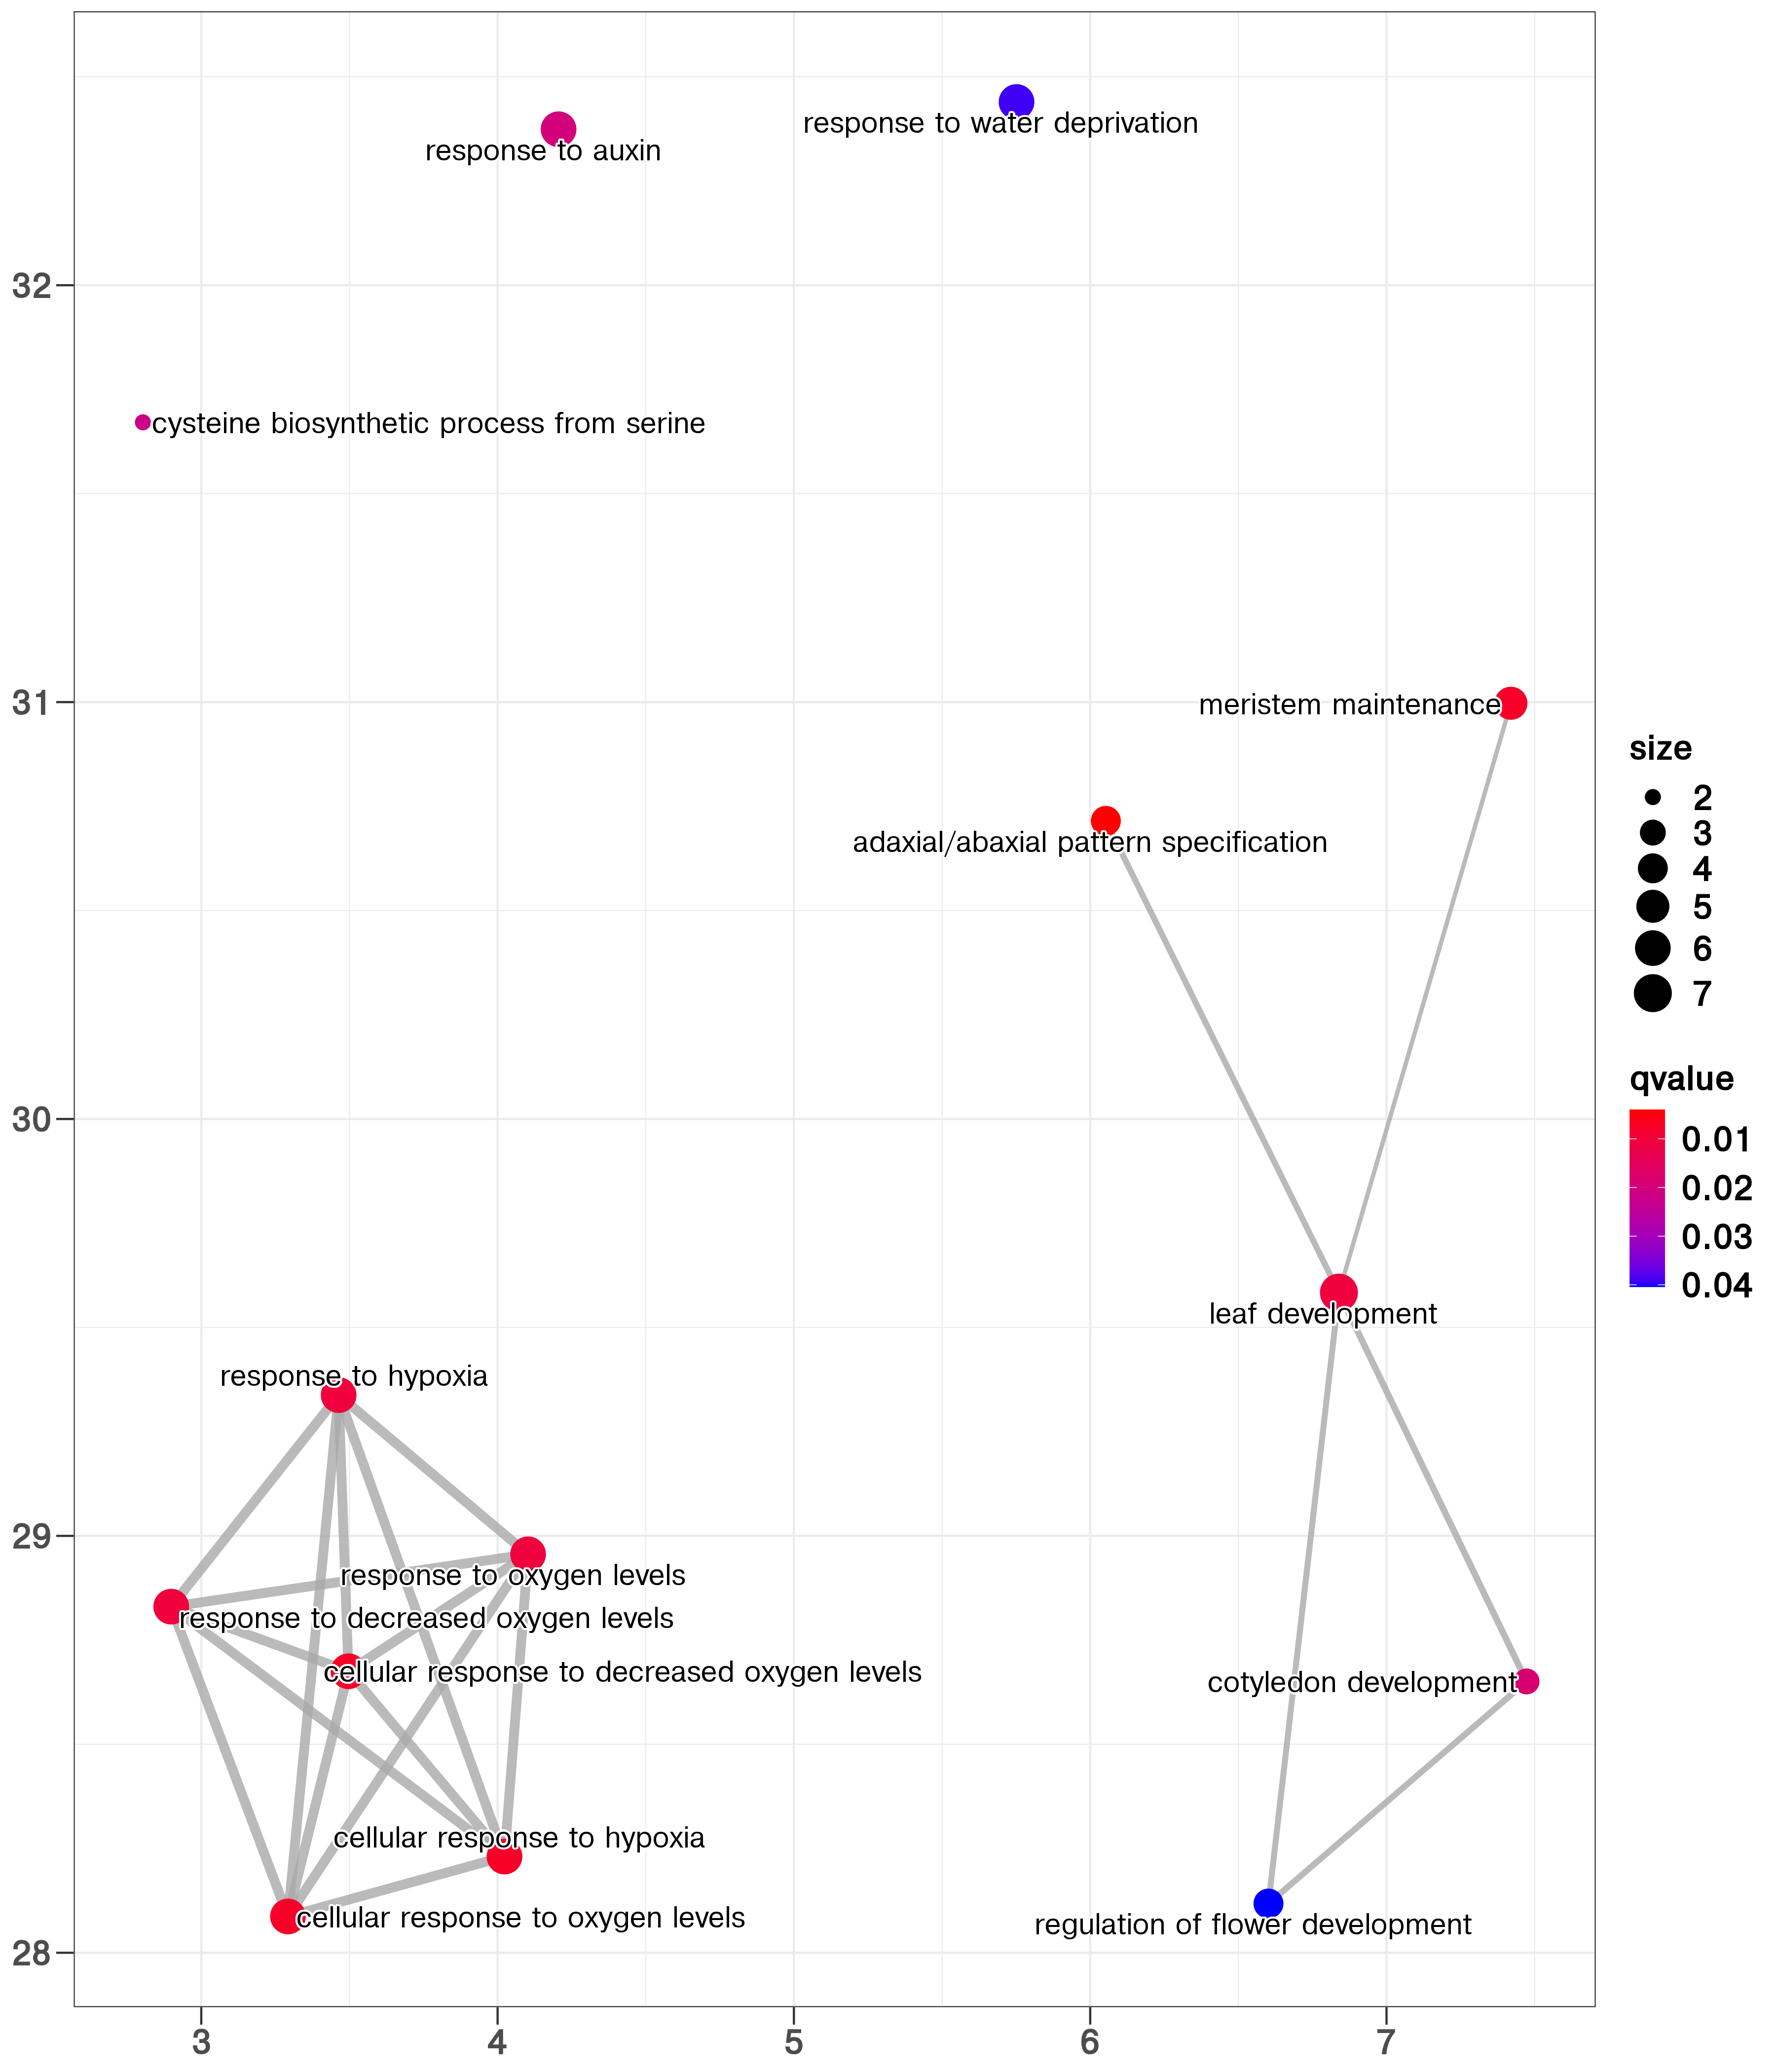 response to water deprivation
response to auxin
32
cysteine biosynthetic process from serine
31
meristem maintenance
adaxial/abaxial pattern specification
30
leaf development
response to hypoxia
29
response to oxygen levels
response to decreased oxygen levels
cellular response to decreased oxygen levels
cotyledon development
cellular response to hypoxia
cellular response to oxygen levels
regulation of flower development
28
3 4 5 6 7
size
2
3
4
5
6
7
qvalue
0.01
0.02
0.03
0.04